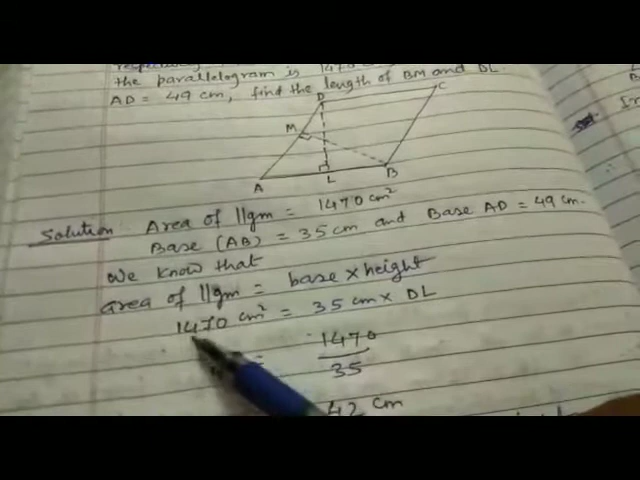 the parallelogram is 1470
AD = 49 cm, find the length of BM and DL.
D
C
M
A
L
B
Solution Area of ||gm = 1470 cm²
Base (AB) = 35 cm and Base AD = 49 cm.
We know that
area of ||gm = base × height
1470 cm² = 35 cm × DL
= 1470
35
42 cm